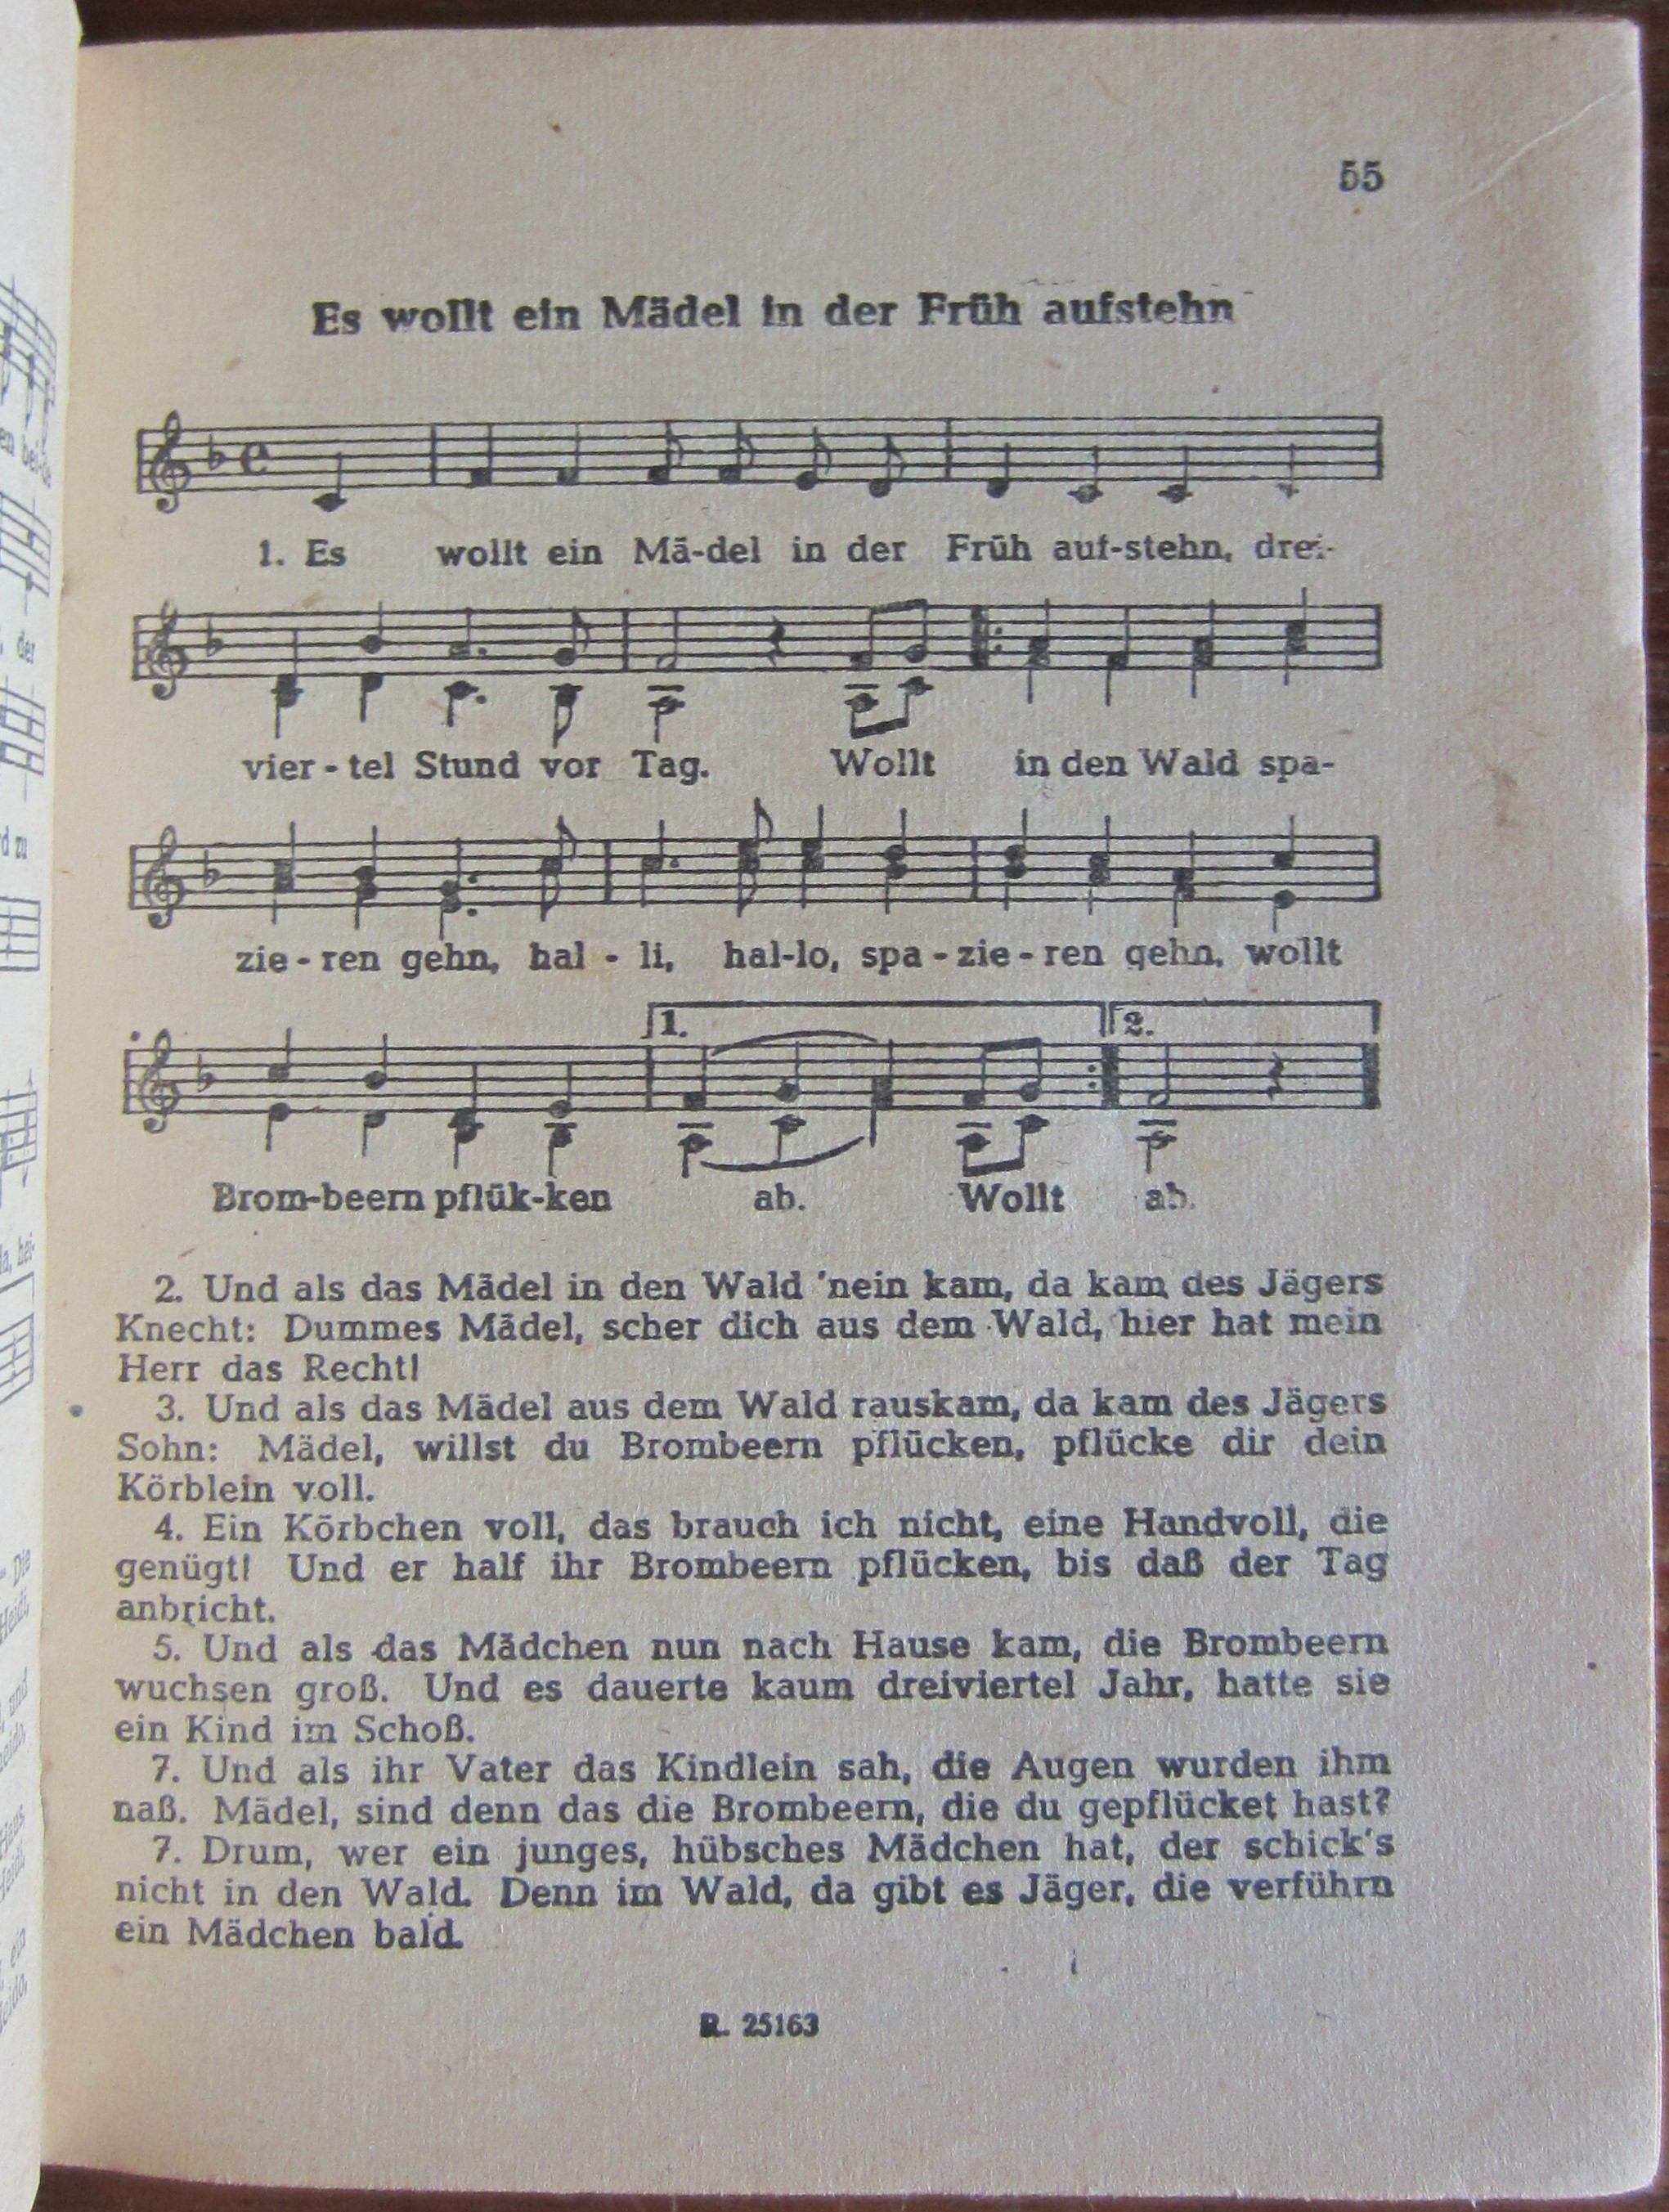 55
Es wollt ein Mädel in der Früh aufstehn
1. Es wollt ein Mä-del in der Früh auf-stehn, drei-
vier-tel Stund vor Tag. Wollt in den Wald spa-
zie-ren gehn, hal-li, hal-lo, spa-zie-ren gehn, wollt
1. 2.
Brom-beern pflük-ken ab. Wollt ab.
2. Und als das Mädel in den Wald 'nein kam, da kam des Jägers
Knecht: Dummes Mädel, scher dich aus dem Wald, hier hat mein
Herr das Recht!
3. Und als das Mädel aus dem Wald rauskam, da kam des Jägers
Sohn: Mädel, willst du Brombeern pflücken, pflücke dir dein
Körblein voll.
4. Ein Körbchen voll, das brauch ich nicht, eine Handvoll, die
genügt! Und er half ihr Brombeern pflücken, bis daß der Tag
anbricht.
5. Und als das Mädchen nun nach Hause kam, die Brombeern
wuchsen groß. Und es dauerte kaum dreiviertel Jahr, hatte sie
ein Kind im Schoß.
7. Und als ihr Vater das Kindlein sah, die Augen wurden ihm
naß. Mädel, sind denn das die Brombeern, die du gepflücket hast?
7. Drum, wer ein junges, hübsches Mädchen hat, der schick's
nicht in den Wald. Denn im Wald, da gibt es Jäger, die verführn
ein Mädchen bald.
R. 25163